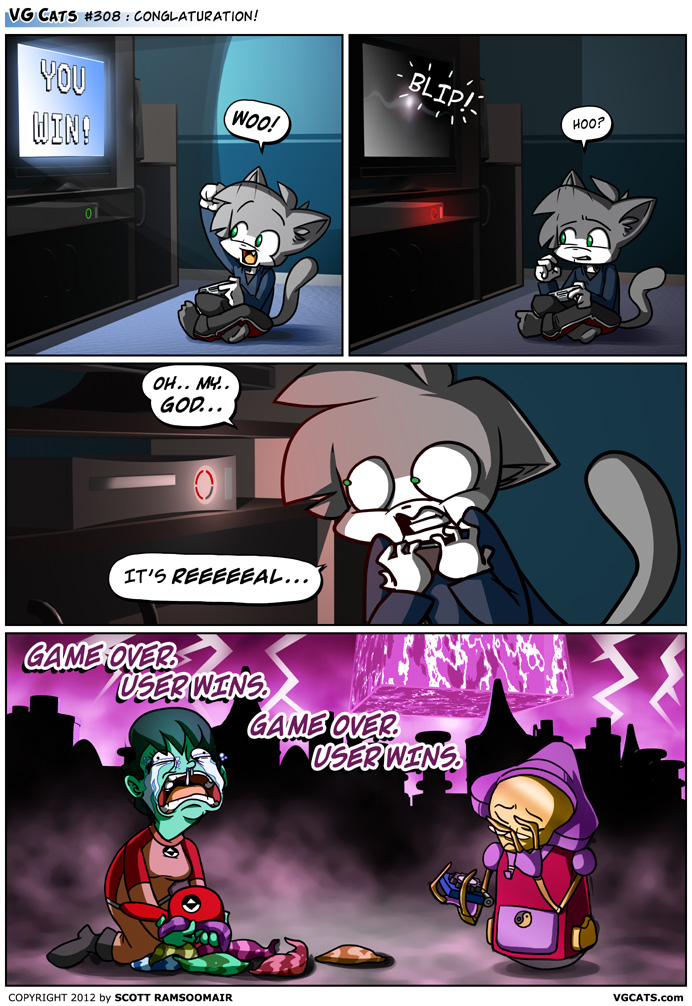 VG CATS #308 : CONGLATURATION!
YOU
WIN!
WOO!
BLIP!
HOO?
OH.. MY..
GOD...
IT'S REEEEEAL...
GAME OVER.
USER WINS.
GAME OVER.
USER WINS.
COPYRIGHT 2012 by SCOTT RAMSOOMAIR
VGCATS.com